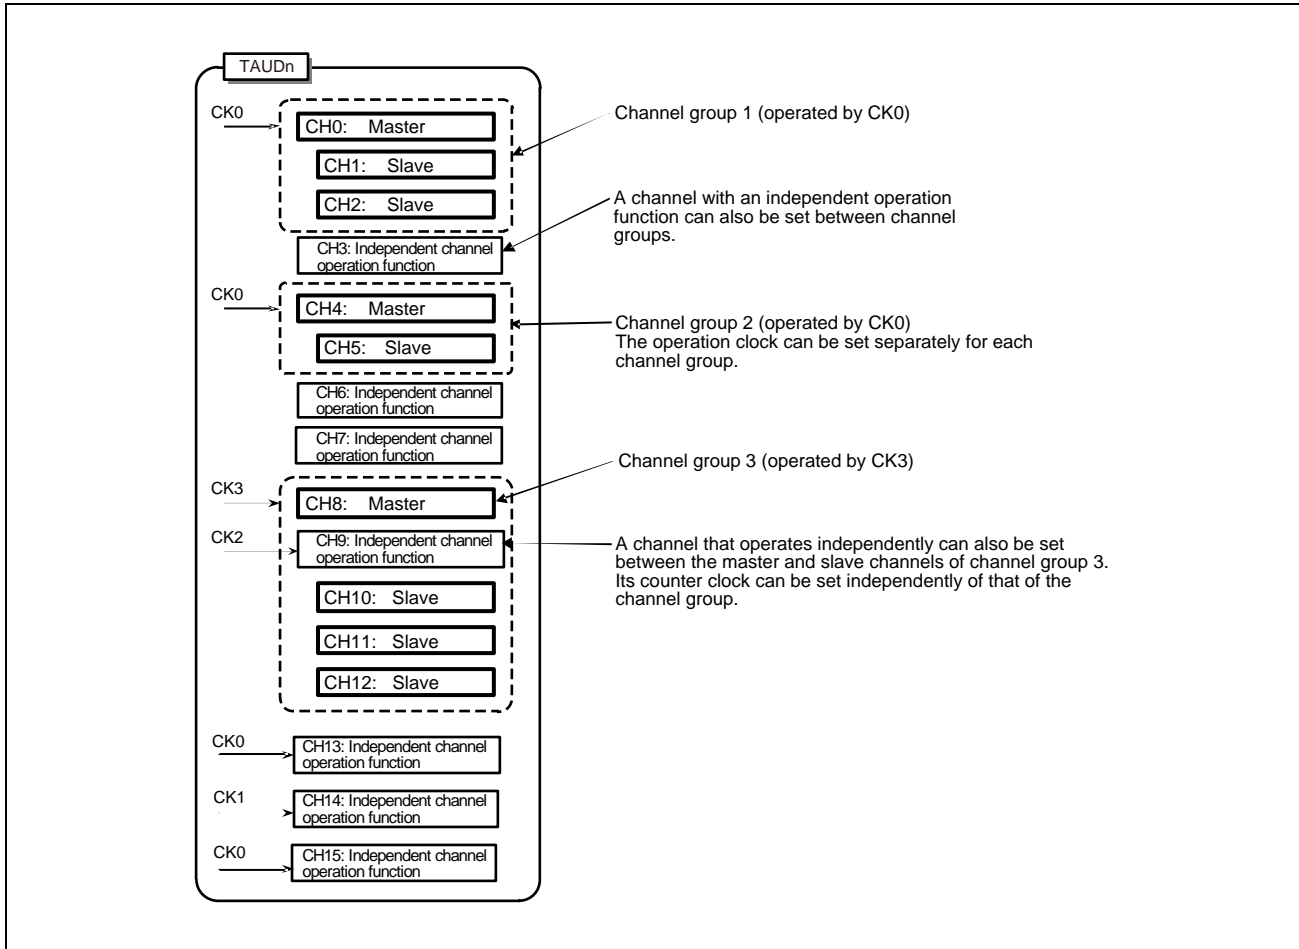 TAUDn
CK0
CH0: Master
CH1: Slave
CH2: Slave
Channel group 1 (operated by CK0)
CH3: Independent channel
operation function
A channel with an independent operation
function can also be set between channel
groups.
CK0
CH4: Master
CH5: Slave
Channel group 2 (operated by CK0)
The operation clock can be set separately for each
channel group.
CH6: Independent channel
operation function
CH7: Independent channel
operation function
CK3
CH8: Master
Channel group 3 (operated by CK3)
CK2
CH9: Independent channel
operation function
A channel that operates independently can also be set
between the master and slave channels of channel group 3.
Its counter clock can be set independently of that of the
channel group.
CH10: Slave
CH11: Slave
CH12: Slave
CK0
CH13: Independent channel
operation function
CK1
CH14: Independent channel
operation function
CK0
CH15: Independent channel
operation function